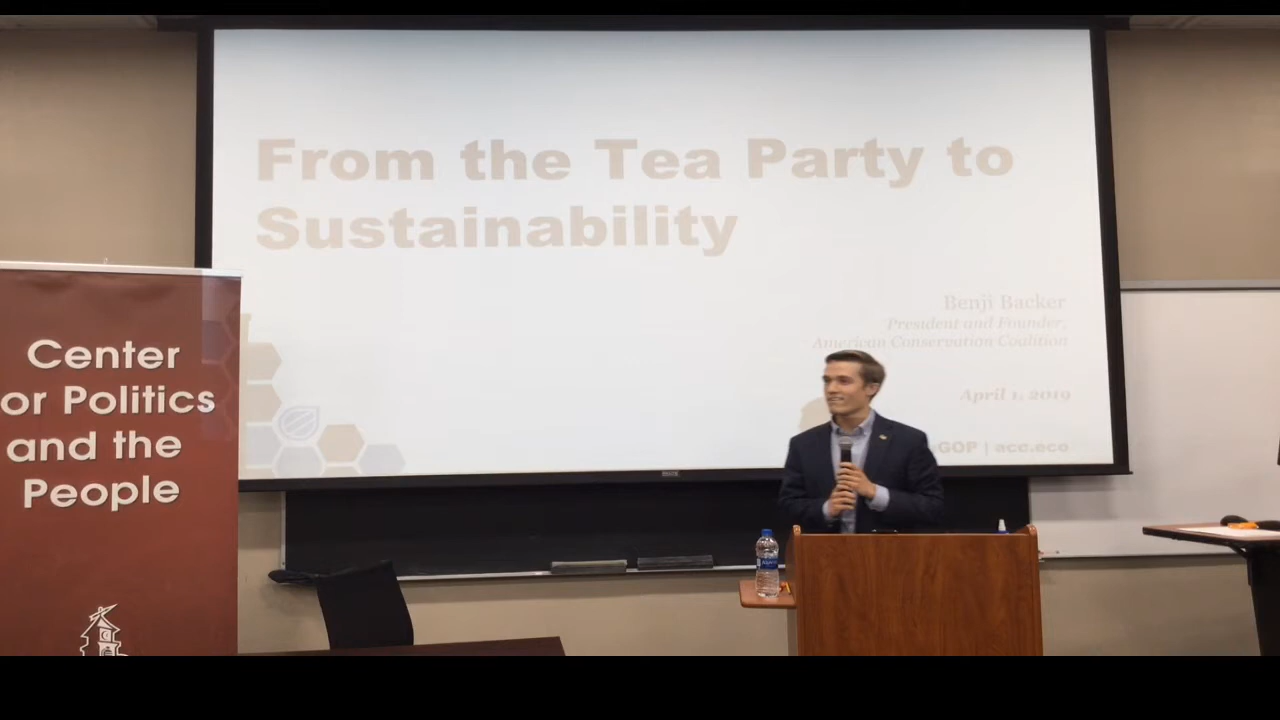 From the Tea Party to
Sustainability
Benji Backer
President and Founder,
American Conservation Coalition
April 1, 2019
GOP | acc.eco
Center
or Politics
and the
People